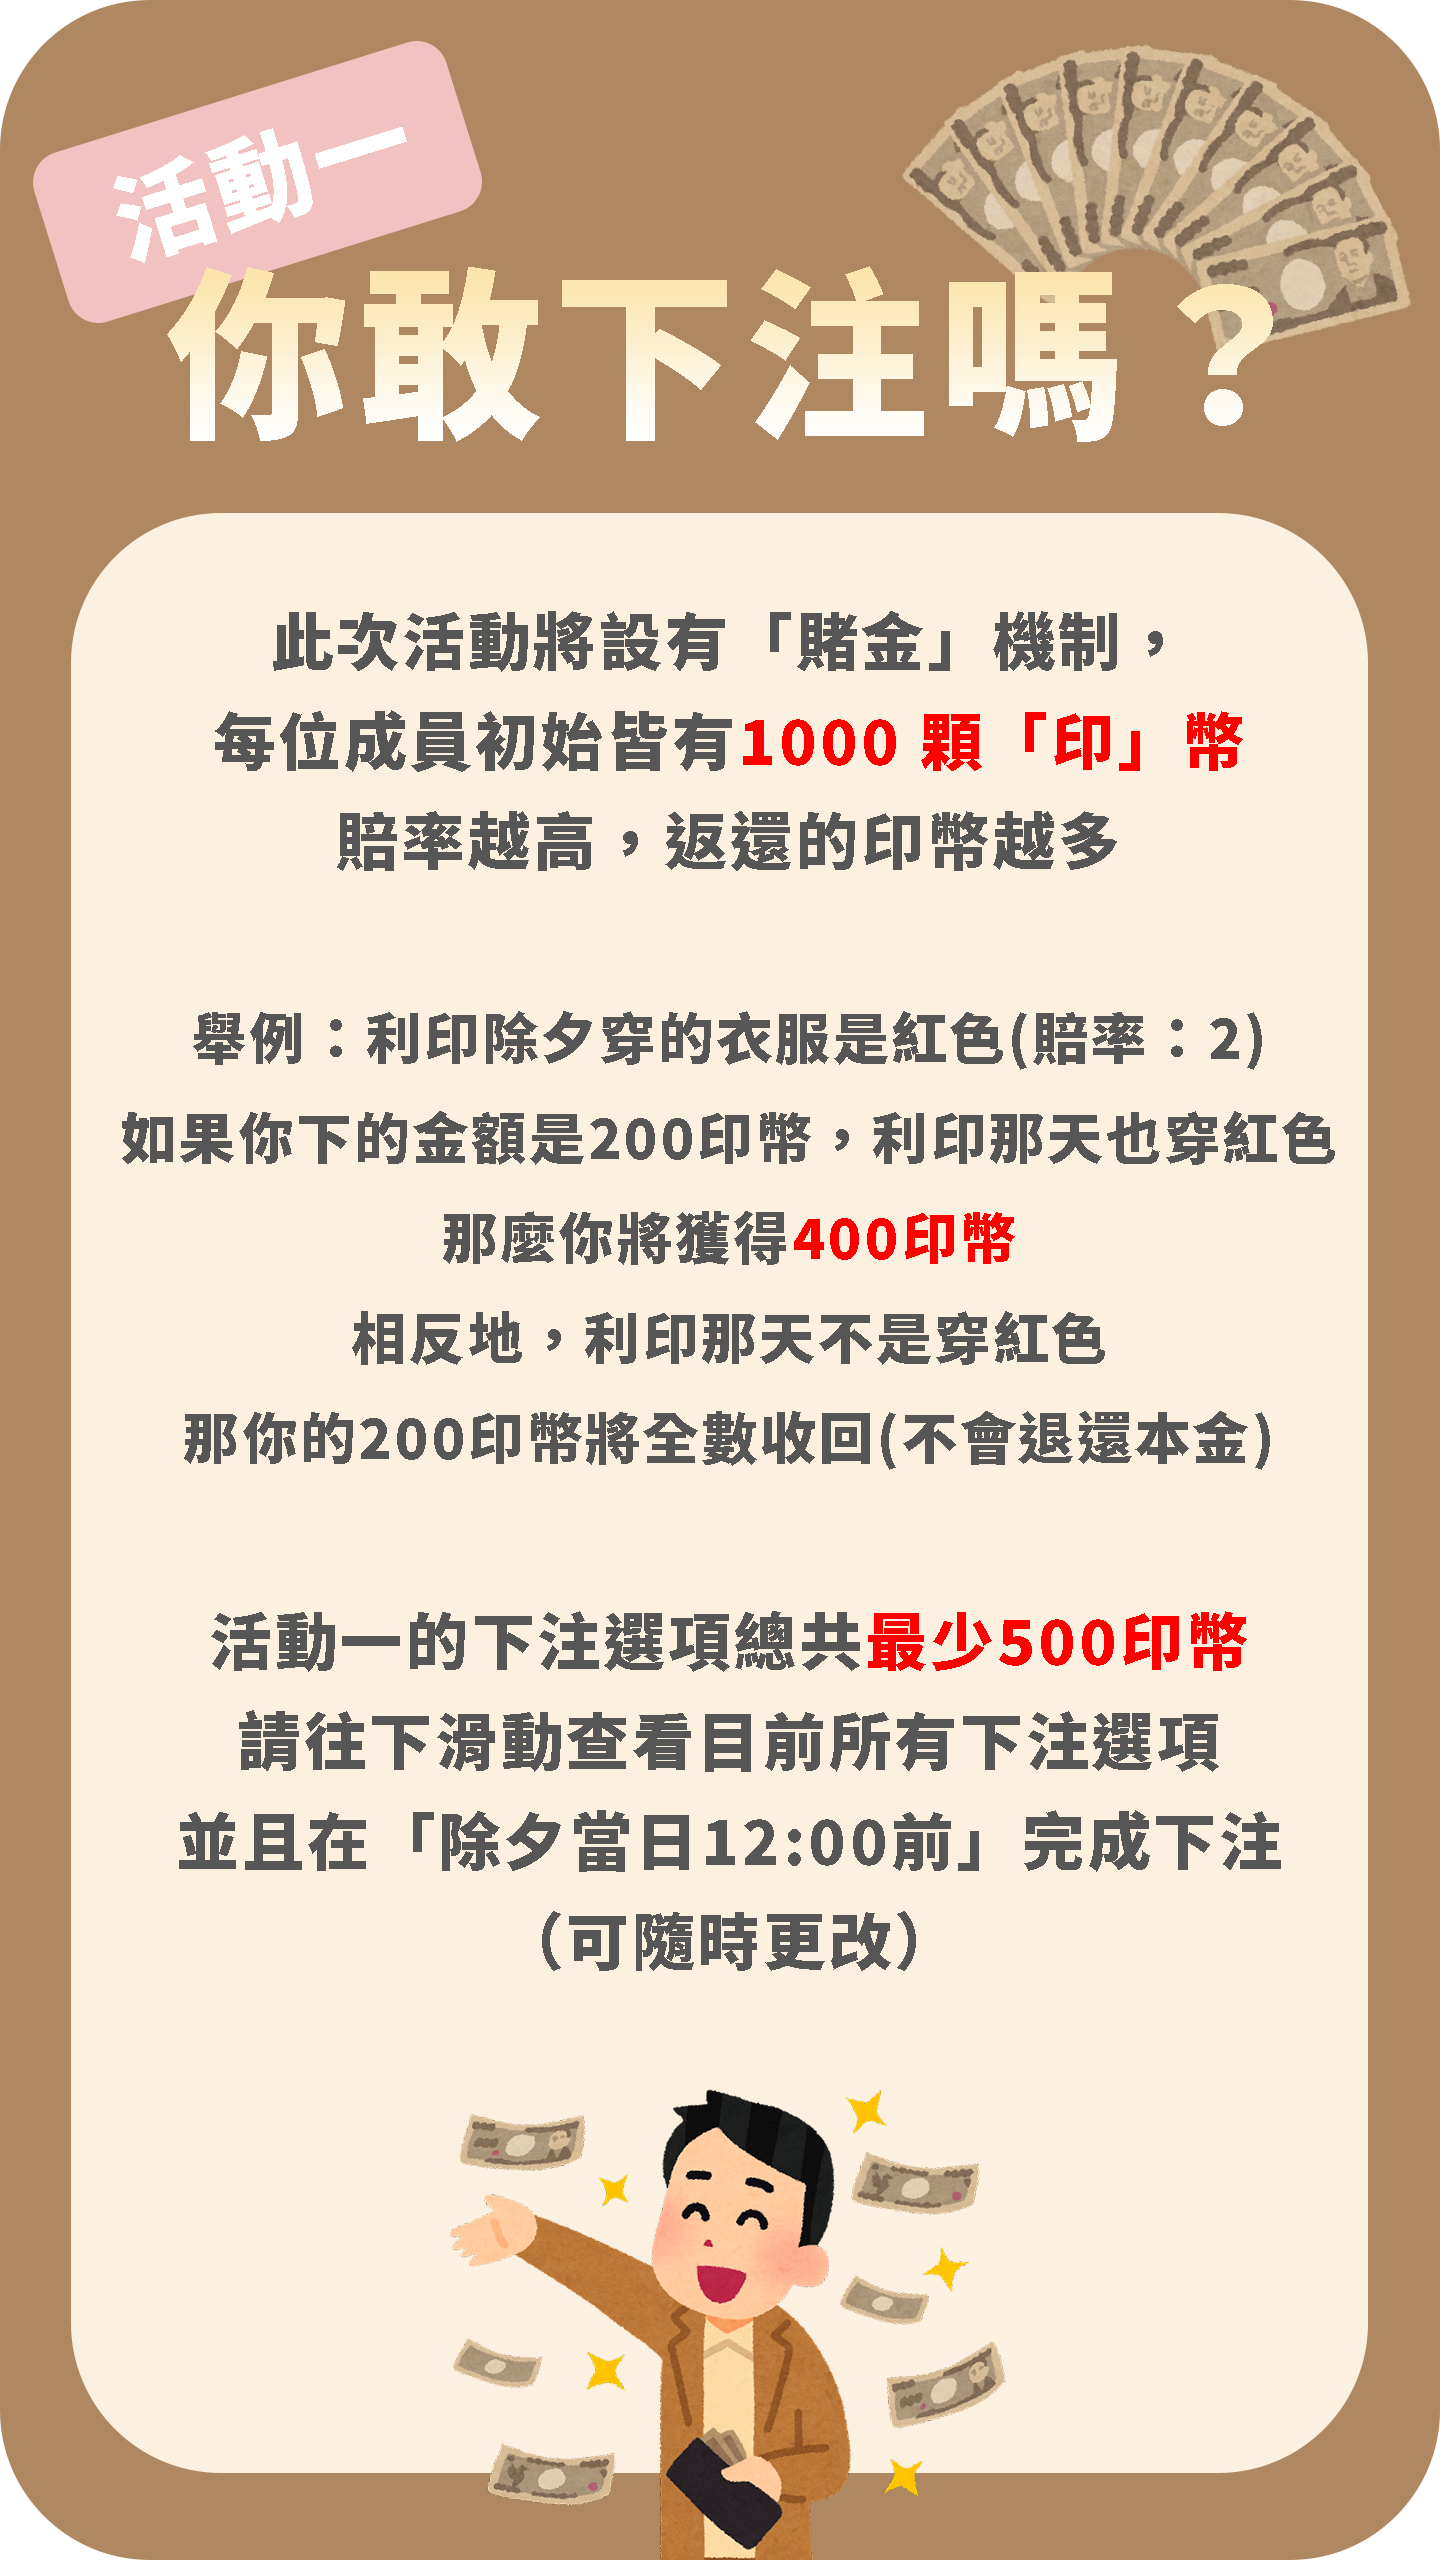 活動一
你敢下注嗎？
此次活動將設有「賭金」機制，
每位成員初始皆有1000 顆「印」幣
賠率越高，返還的印幣越多
舉例：利印除夕穿的衣服是紅色(賠率：2)
如果你下的金額是200印幣，利印那天也穿紅色
那麼你將獲得400印幣
相反地，利印那天不是穿紅色
那你的200印幣將全數收回(不會退還本金)
活動一的下注選項總共最少500印幣
請往下滑動查看目前所有下注選項
並且在「除夕當日12:00前」完成下注
（可隨時更改）